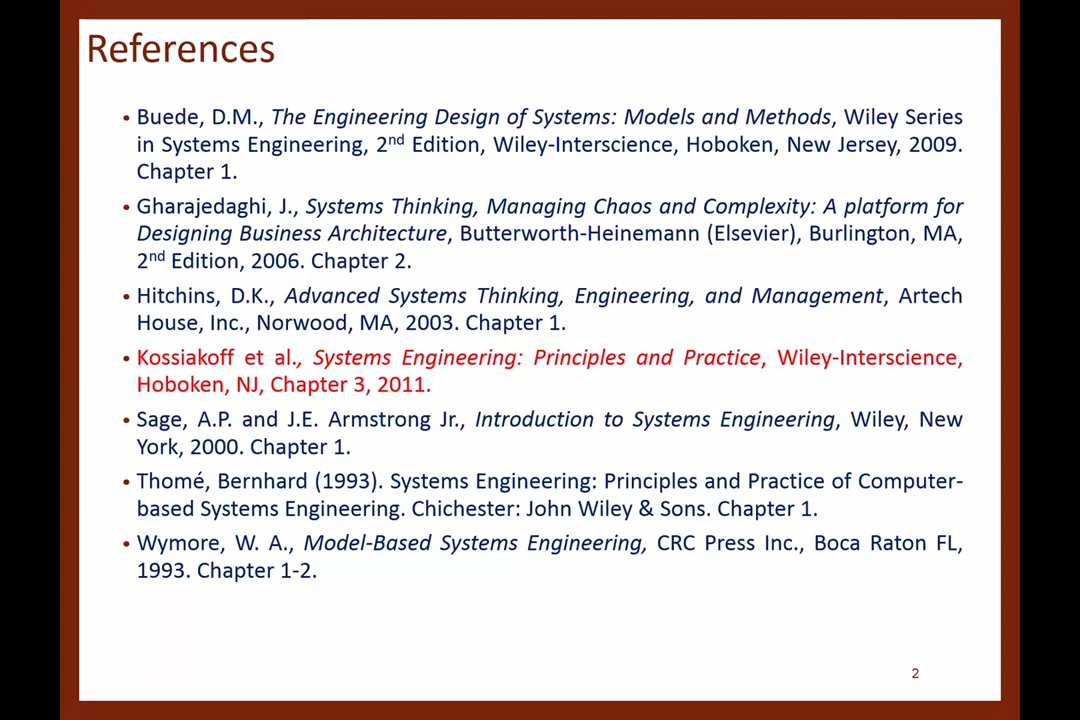 References
• Buede, D.M., The Engineering Design of Systems: Models and Methods, Wiley Series
in Systems Engineering, 2nd Edition, Wiley-Interscience, Hoboken, New Jersey, 2009.
Chapter 1.
• Gharajedaghi, J., Systems Thinking, Managing Chaos and Complexity: A platform for
Designing Business Architecture, Butterworth-Heinemann (Elsevier), Burlington, MA,
2nd Edition, 2006. Chapter 2.
• Hitchins, D.K., Advanced Systems Thinking, Engineering, and Management, Artech
House, Inc., Norwood, MA, 2003. Chapter 1.
• Kossiakoff et al., Systems Engineering: Principles and Practice, Wiley-Interscience,
Hoboken, NJ, Chapter 3, 2011.
• Sage, A.P. and J.E. Armstrong Jr., Introduction to Systems Engineering, Wiley, New
York, 2000. Chapter 1.
• Thomé, Bernhard (1993). Systems Engineering: Principles and Practice of Computer-
based Systems Engineering. Chichester: John Wiley & Sons. Chapter 1.
• Wymore, W. A., Model-Based Systems Engineering, CRC Press Inc., Boca Raton FL,
1993. Chapter 1-2.
2